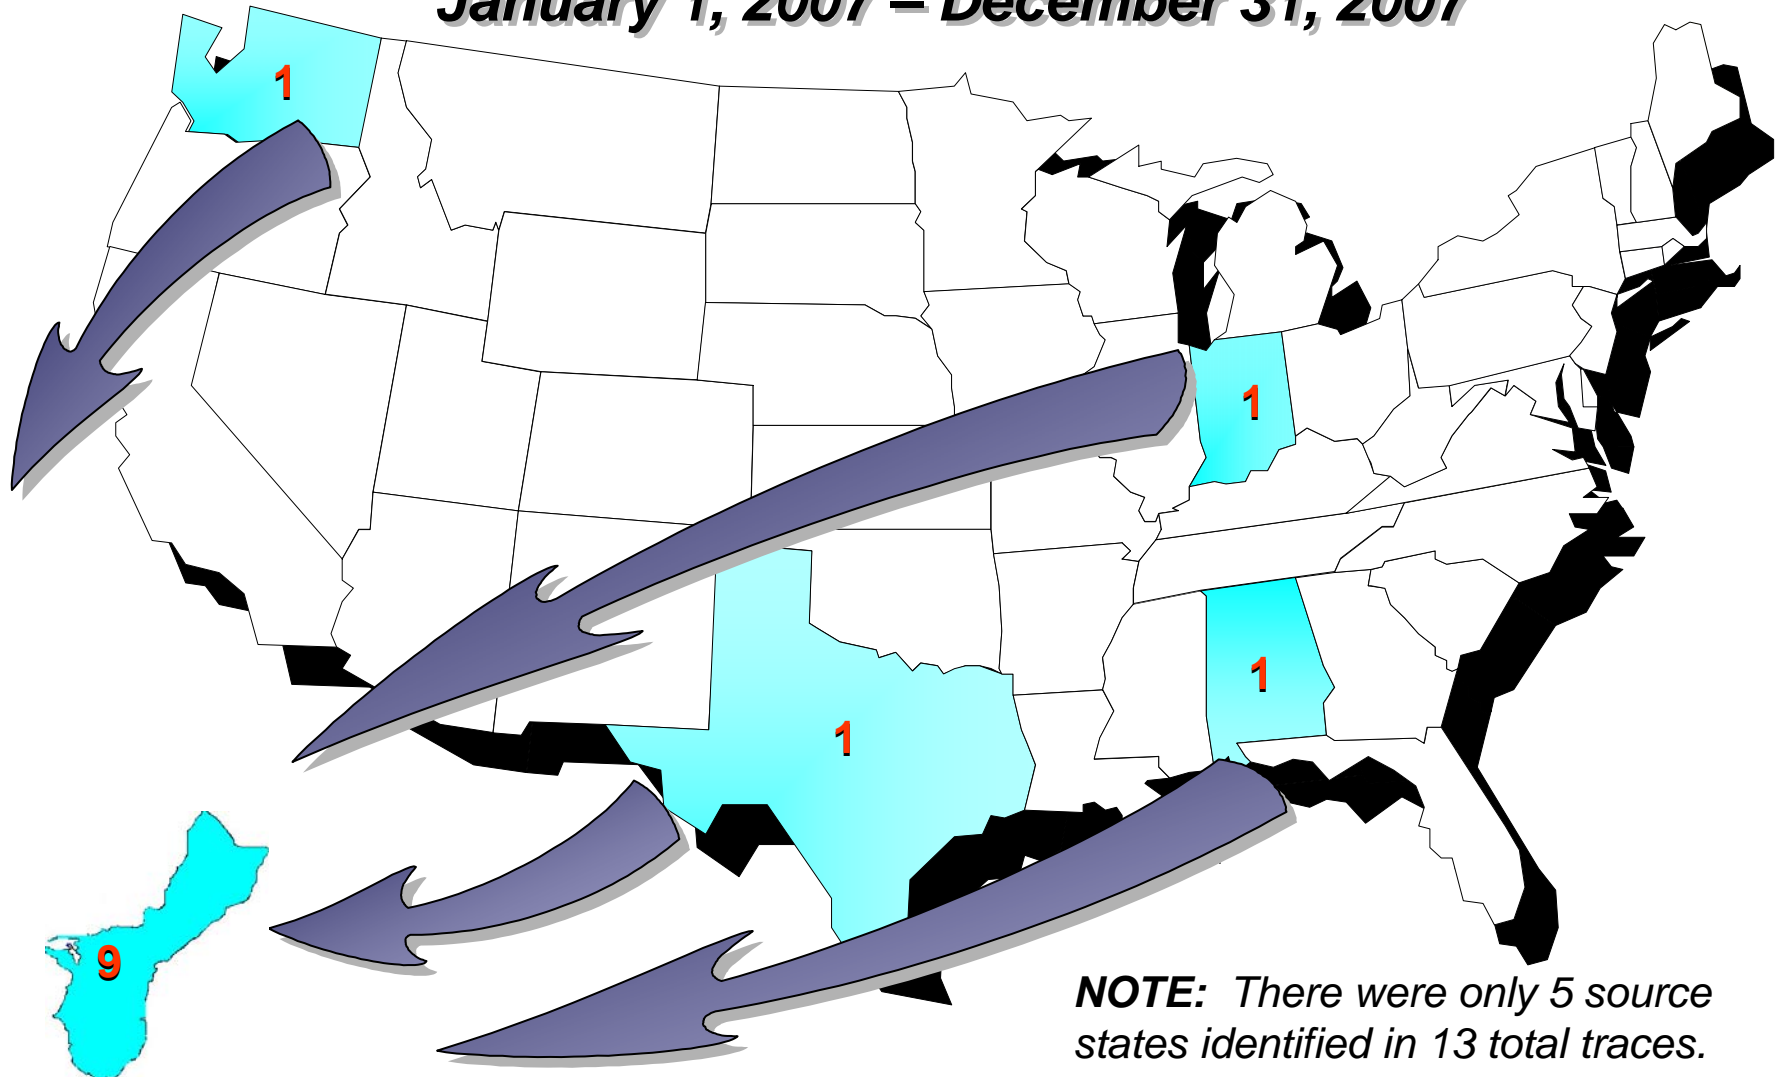 January 1, 2007 – December 31, 2007
1
1
1
1
9
NOTE: There were only 5 source
states identified in 13 total traces.